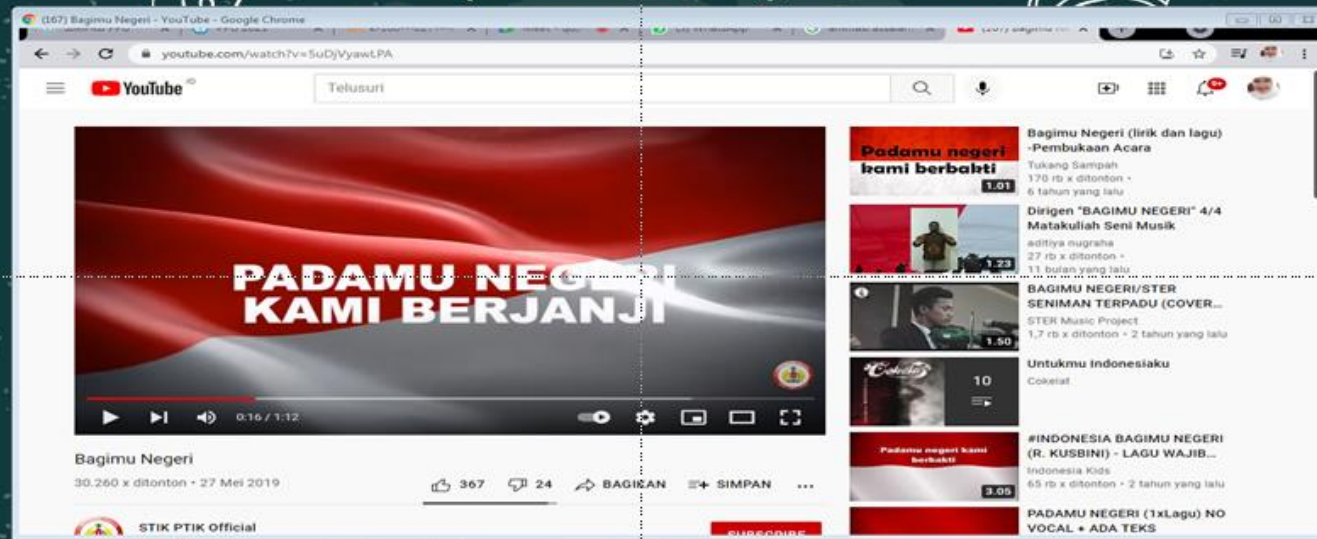 (167) Bagimu Negeri - YouTube - Google Chrome
youtube.com/watch?v=5uDjVyawLPA
YouTube ID
Telusuri
9+
PADAMU NEGERI
KAMI BERJANJI
0:16 / 1:12
Bagimu Negeri
30.260 x ditonton • 27 Mei 2019
367
24
BAGIKAN
SIMPAN
STIK PTIK Official
SUBSCRIBE
Padamu negeri
kami berbakti
1.01
Bagimu Negeri (lirik dan lagu)
-Pembukaan Acara
Tukang Sampah
170 rb x ditonton •
6 tahun yang lalu
1.23
Dirigen "BAGIMU NEGERI" 4/4
Matakuliah Seni Musik
aditiya nugraha
27 rb x ditonton •
11 bulan yang lalu
1.50
BAGIMU NEGERI/STER
SENIMAN TERPADU (COVER...
STER Music Project
1,7 rb x ditonton • 2 tahun yang lalu
Cokelat
10
Untukmu Indonesiaku
Cokelat
Padamu negeri kami
berbakti
3.05
#INDONESIA BAGIMU NEGERI
(R. KUSBINI) - LAGU WAJIB...
Indonesia Kids
65 rb x ditonton • 2 tahun yang lalu
PADAMU NEGERI (1xLagu) NO
VOCAL + ADA TEKS